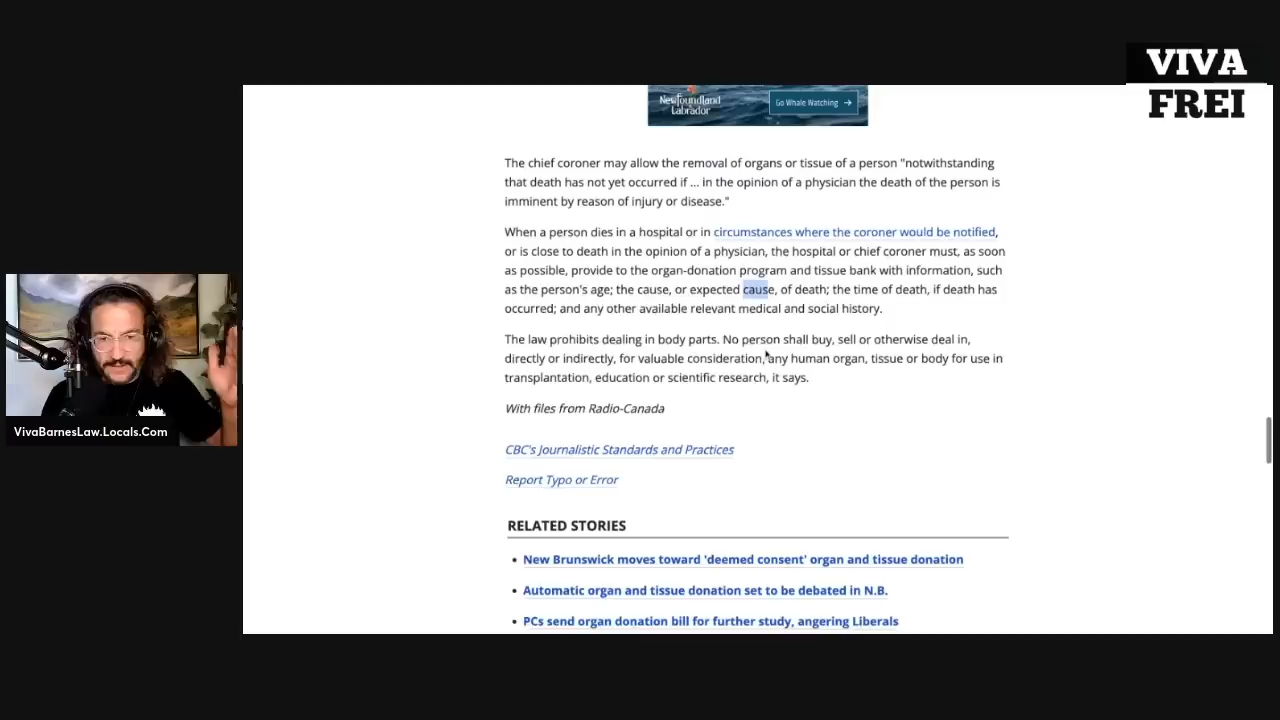 VIVA
FREI
Newfoundland
Labrador
Go Whale Watching →
The chief coroner may allow the removal of organs or tissue of a person "notwithstanding
that death has not yet occurred if ... in the opinion of a physician the death of the person is
imminent by reason of injury or disease."
When a person dies in a hospital or in circumstances where the coroner would be notified,
or is close to death in the opinion of a physician, the hospital or chief coroner must, as soon
as possible, provide to the organ-donation program and tissue bank with information, such
as the person's age; the cause, or expected cause, of death; the time of death, if death has
occurred; and any other available relevant medical and social history.
The law prohibits dealing in body parts. No person shall buy, sell or otherwise deal in,
directly or indirectly, for valuable consideration, any human organ, tissue or body for use in
transplantation, education or scientific research, it says.
With files from Radio-Canada
CBC's Journalistic Standards and Practices
Report Typo or Error
RELATED STORIES
• New Brunswick moves toward 'deemed consent' organ and tissue donation
• Automatic organ and tissue donation set to be debated in N.B.
• PCs send organ donation bill for further study, angering Liberals
VivaBarnesLaw.Locals.Com